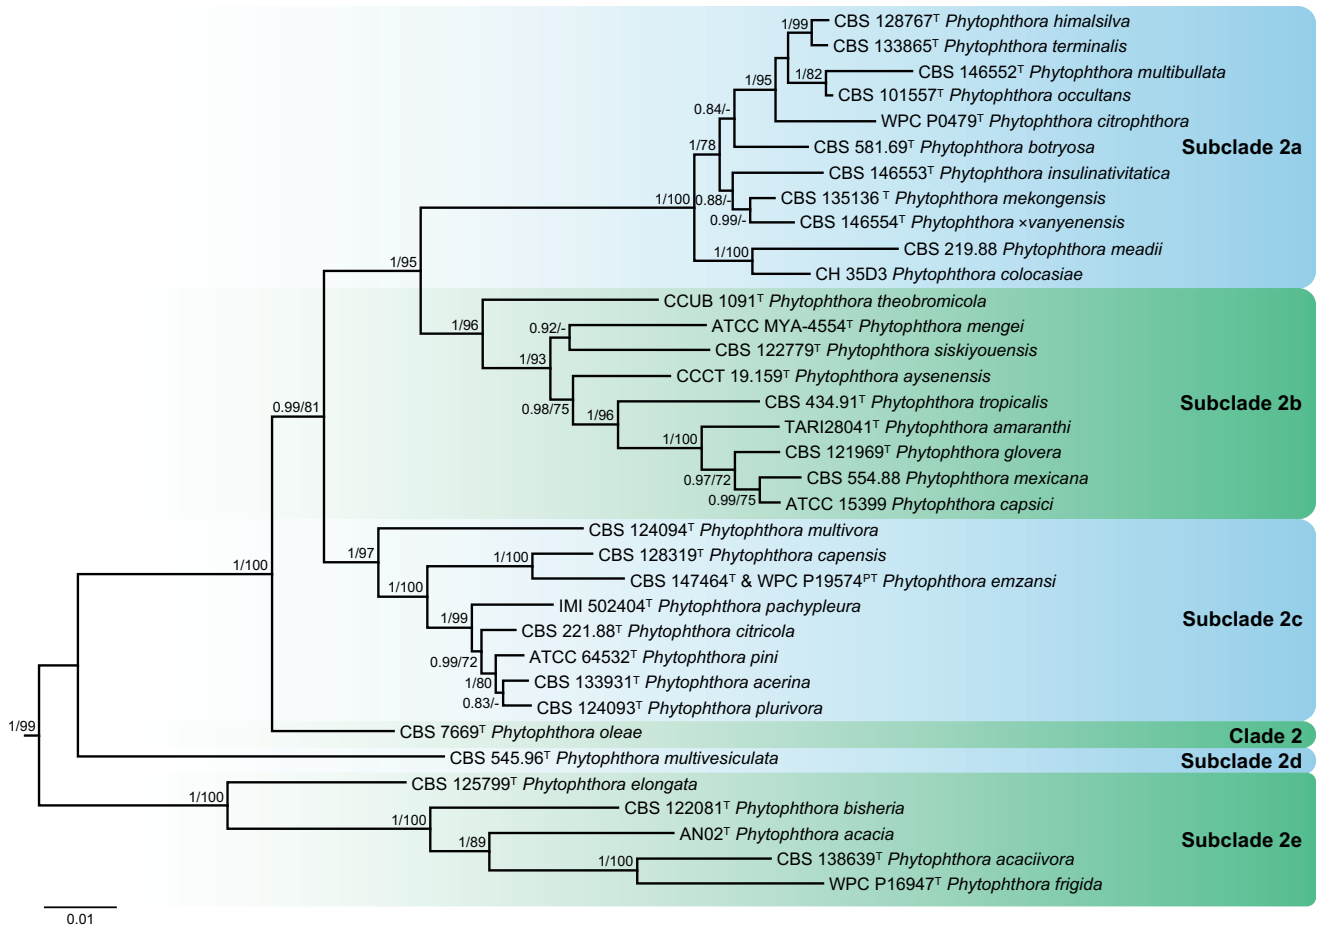 1/99
CBS 128767ᵀ Phytophthora himalsilva
CBS 133865ᵀ Phytophthora terminalis
1/95
1/82
CBS 146552ᵀ Phytophthora multibullata
CBS 101557ᵀ Phytophthora occultans
0.84/-
WPC P0479ᵀ Phytophthora citrophthora
1/78
CBS 581.69ᵀ Phytophthora botryosa
Subclade 2a
CBS 146553ᵀ Phytophthora insulinativitatica
1/100
0.88/-
CBS 135136 ᵀ Phytophthora mekongensis
0.99/-
CBS 146554ᵀ Phytophthora ×vanyenensis
1/100
CBS 219.88 Phytophthora meadii
CH 35D3 Phytophthora colocasiae
1/95
CCUB 1091ᵀ Phytophthora theobromicola
1/96
0.92/-
ATCC MYA-4554ᵀ Phytophthora mengei
CBS 122779ᵀ Phytophthora siskiyouensis
1/93
CCCT 19.159ᵀ Phytophthora aysenensis
0.98/75
1/96
CBS 434.91ᵀ Phytophthora tropicalis
Subclade 2b
0.99/81
TARI28041ᵀ Phytophthora amaranthi
1/100
CBS 121969ᵀ Phytophthora glovera
0.97/72
CBS 554.88 Phytophthora mexicana
0.99/75
ATCC 15399 Phytophthora capsici
CBS 124094ᵀ Phytophthora multivora
1/97
1/100
CBS 128319ᵀ Phytophthora capensis
1/100
CBS 147464ᵀ & WPC P19574ᴾᵀ Phytophthora emzansi
1/100
IMI 502404ᵀ Phytophthora pachypleura
1/99
Subclade 2c
CBS 221.88ᵀ Phytophthora citricola
0.99/72
ATCC 64532ᵀ Phytophthora pini
1/80
CBS 133931ᵀ Phytophthora acerina
0.83/-
CBS 124093ᵀ Phytophthora plurivora
1/99
CBS 7669ᵀ Phytophthora oleae
Clade 2
CBS 545.96ᵀ Phytophthora multivesiculata
Subclade 2d
CBS 125799ᵀ Phytophthora elongata
1/100
1/100
CBS 122081ᵀ Phytophthora bisheria
1/89
AN02ᵀ Phytophthora acacia
Subclade 2e
1/100
CBS 138639ᵀ Phytophthora acaciivora
WPC P16947ᵀ Phytophthora frigida
0.01